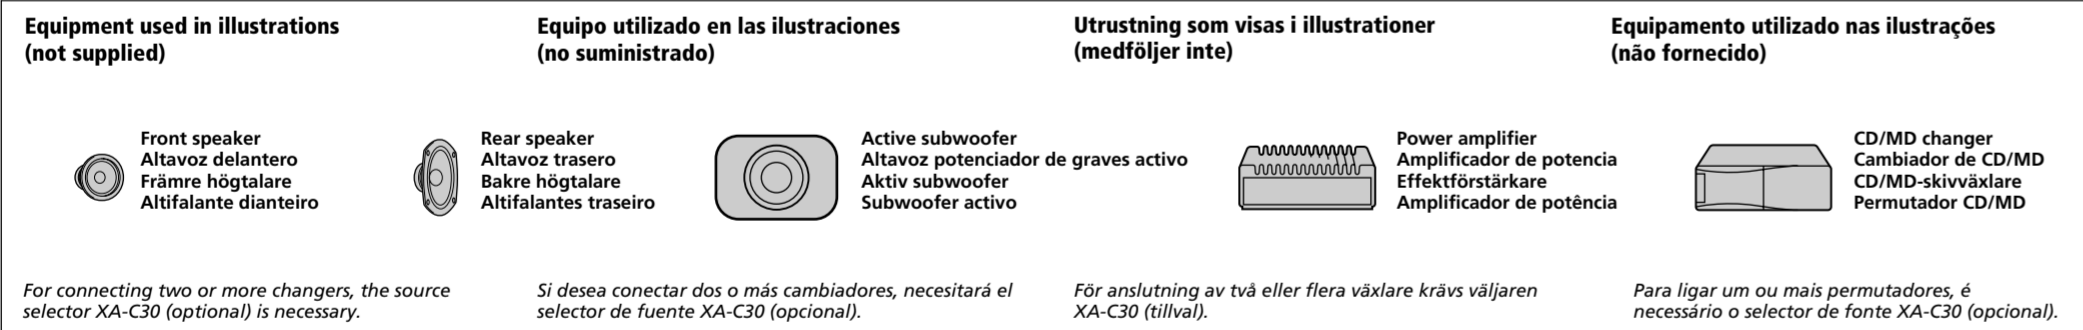 Equipment used in illustrations
(not supplied)
Equipo utilizado en las ilustraciones
(no suministrado)
Utrustning som visas i illustrationer
(medföljer inte)
Equipamento utilizado nas ilustrações
(não fornecido)
Front speaker
Altavoz delantero
Främre högtalare
Altifalante dianteiro
Rear speaker
Altavoz trasero
Bakre högtalare
Altifalantes traseiro
Active subwoofer
Altavoz potenciador de graves activo
Aktiv subwoofer
Subwoofer activo
Power amplifier
Amplificador de potencia
Effektförstärkare
Amplificador de potência
CD/MD changer
Cambiador de CD/MD
CD/MD-skivväxlare
Permutador CD/MD
For connecting two or more changers, the source
selector XA-C30 (optional) is necessary.
Si desea conectar dos o más cambiadores, necesitará el
selector de fuente XA-C30 (opcional).
För anslutning av två eller flera växlare krävs väljaren
XA-C30 (tillval).
Para ligar um ou mais permutadores, é
necessário o selector de fonte XA-C30 (opcional).